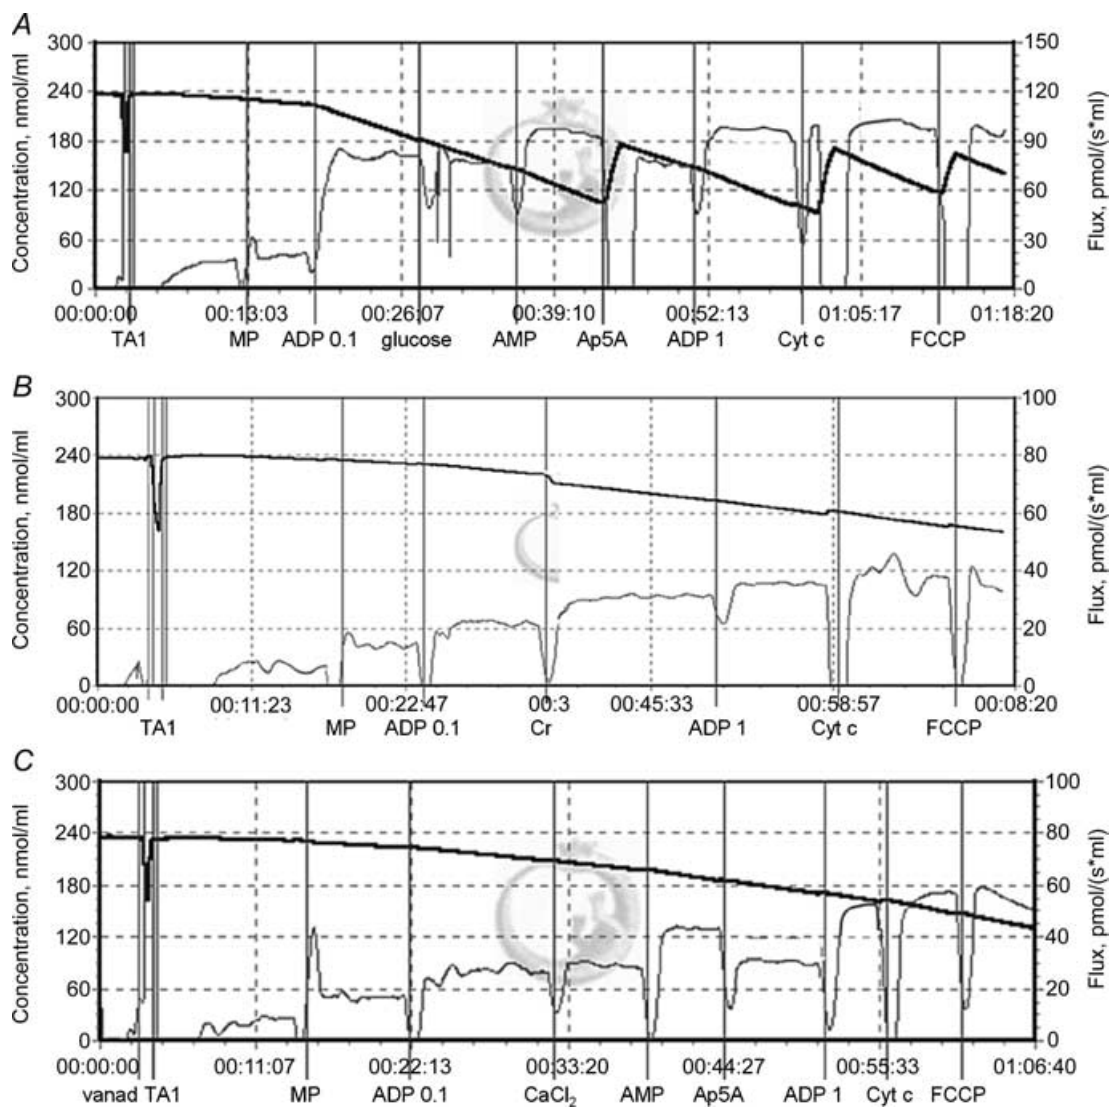 A
300
240
180
120
60
0
Concentration, nmol/ml
150
120
90
60
30
0
Flux, pmol/(s*ml)
00:00:00 00:13:03 00:26:07 00:39:10 00:52:13 01:05:17 01:18:20
TA1 MP ADP 0.1 glucose AMP Ap5A ADP 1 Cyt c FCCP
B
300
240
180
120
60
0
Concentration, nmol/ml
100
80
60
40
20
0
Flux, pmol/(s*ml)
00:00:00 00:11:23 00:22:47 00:3 00:45:33 00:58:57 00:08:20
TA1 MP ADP 0.1 Cr ADP 1 Cyt c FCCP
C
300
240
180
120
60
0
Concentration, nmol/ml
100
80
60
40
20
0
Flux, pmol/(s*ml)
00:00:00 00:11:07 00:22:13 00:33:20 00:44:27 00:55:33 01:06:40
vanad TA1 MP ADP 0.1 CaCl₂ AMP Ap5A ADP 1 Cyt c FCCP